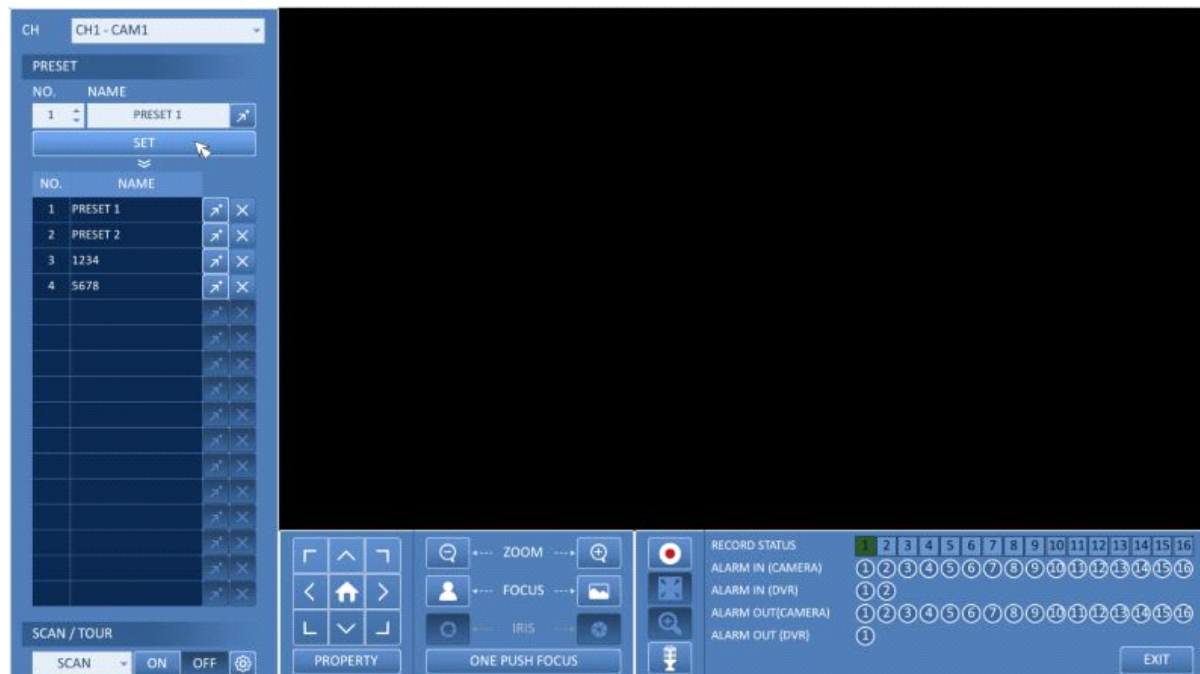 CH CH1 - CAM1
PRESET
NO. NAME
1 PRESET 1
SET
NO. NAME
1 PRESET 1
2 PRESET 2
3 1234
4 5678
SCAN / TOUR
SCAN ON OFF
ZOOM
FOCUS
IRIS
PROPERTY ONE PUSH FOCUS
RECORD STATUS 1 2 3 4 5 6 7 8 9 10 11 12 13 14 15 16
ALARM IN (CAMERA) 1 2 3 4 5 6 7 8 9 10 11 12 13 14 15 16
ALARM IN (DVR) 1 2
ALARM OUT(CAMERA) 1 2 3 4 5 6 7 8 9 10 11 12 13 14 15 16
ALARM OUT (DVR) 1
EXIT